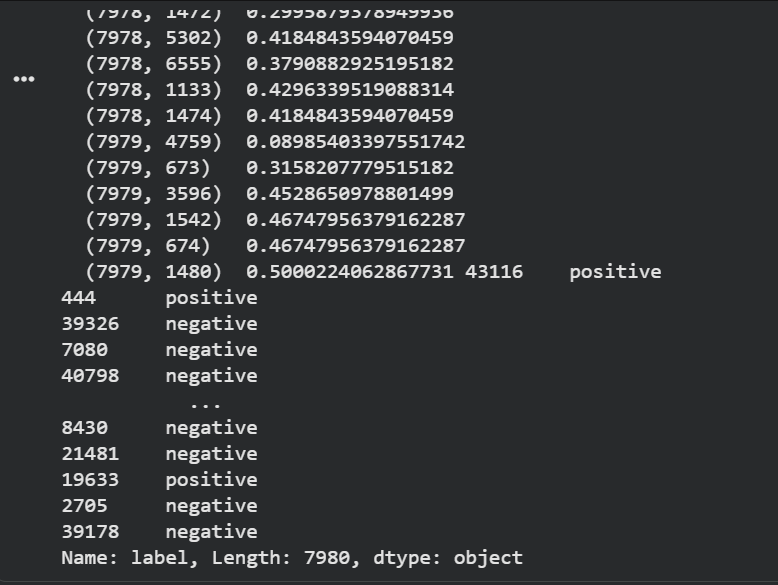 (7978, 1472) 0.2995879378949936
(7978, 5302) 0.4184843594070459
(7978, 6555) 0.3790882925195182
(7978, 1133) 0.4296339519088314
(7978, 1474) 0.4184843594070459
(7979, 4759) 0.08985403397551742
(7979, 673) 0.3158207779515182
(7979, 3596) 0.4528650978801499
(7979, 1542) 0.46747956379162287
(7979, 674) 0.46747956379162287
(7979, 1480) 0.5000224062867731 43116 positive
444 positive
39326 negative
7080 negative
40798 negative
...
8430 negative
21481 negative
19633 positive
2705 negative
39178 negative
Name: label, Length: 7980, dtype: object